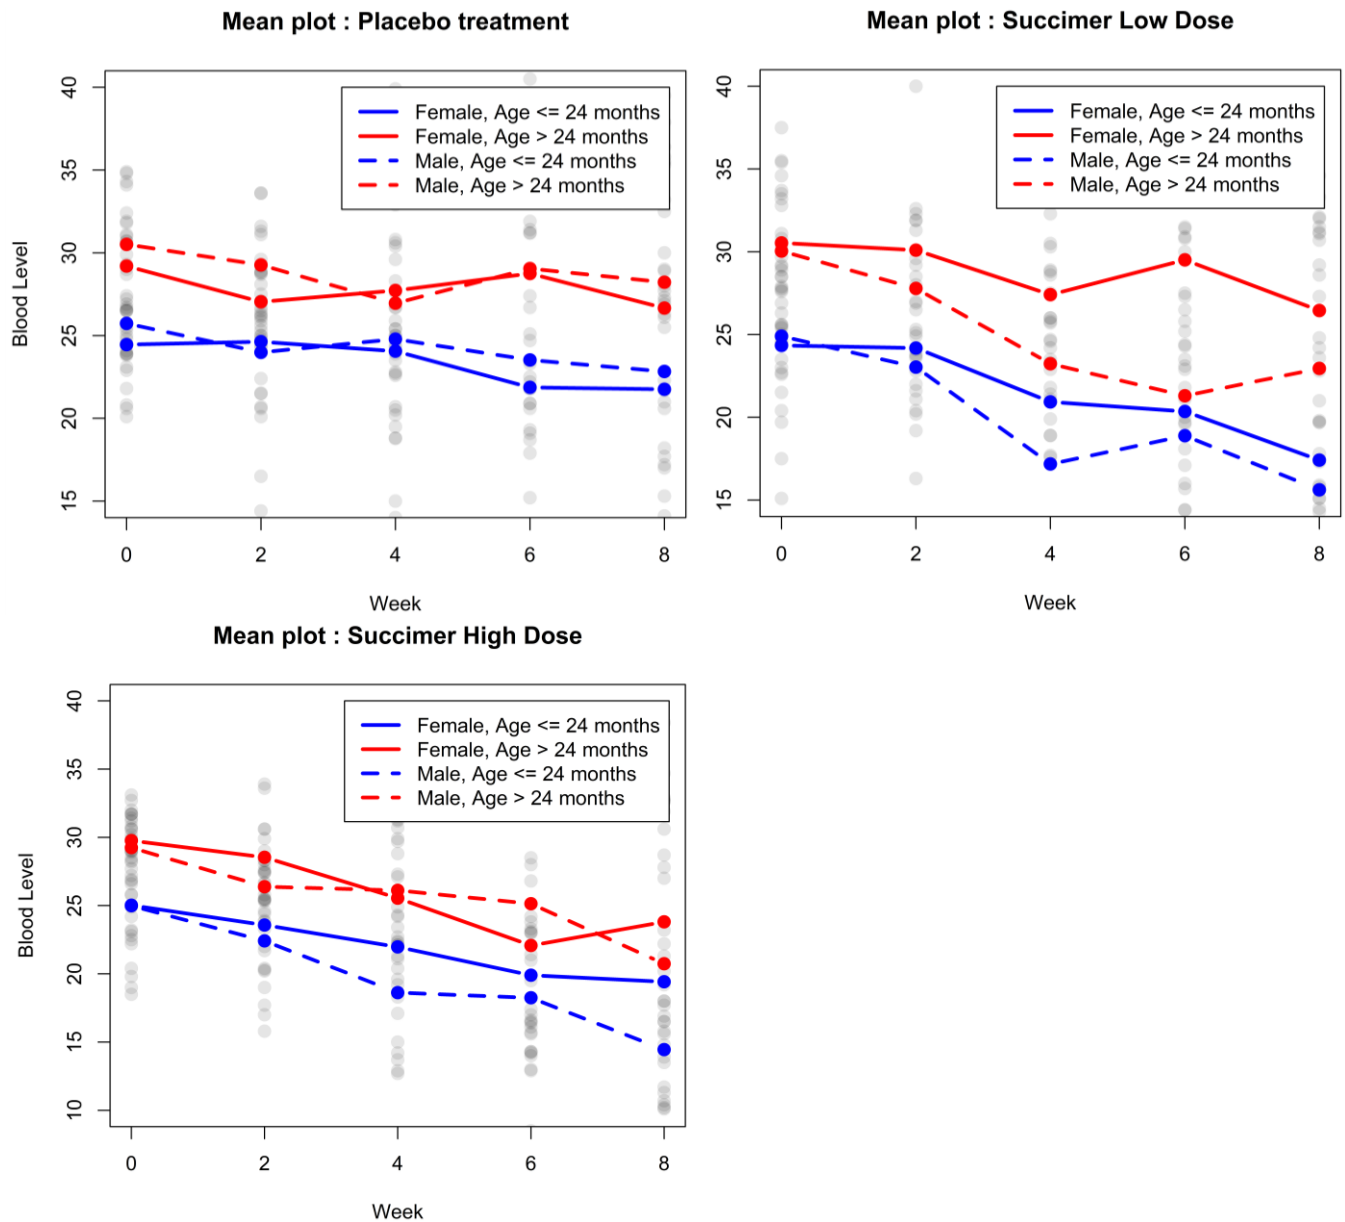 Mean plot : Placebo treatment
40
35
30
25
20
15
Blood Level
Female, Age <= 24 months
Female, Age > 24 months
Male, Age <= 24 months
Male, Age > 24 months
0 2 4 6 8
Week
Mean plot : Succimer Low Dose
40
35
30
25
20
15
Female, Age <= 24 months
Female, Age > 24 months
Male, Age <= 24 months
Male, Age > 24 months
0 2 4 6 8
Week
Mean plot : Succimer High Dose
40
35
30
25
20
15
10
Blood Level
Female, Age <= 24 months
Female, Age > 24 months
Male, Age <= 24 months
Male, Age > 24 months
0 2 4 6 8
Week